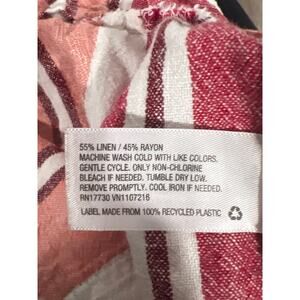 55% LINEN / 45% RAYON
MACHINE WASH COLD WITH LIKE COLORS.
GENTLE CYCLE. ONLY NON-CHLORINE
BLEACH IF NEEDED. TUMBLE DRY LOW.
REMOVE PROMPTLY. COOL IRON IF NEEDED.
RN17730 VN1107216
LABEL MADE FROM 100% RECYCLED PLASTIC